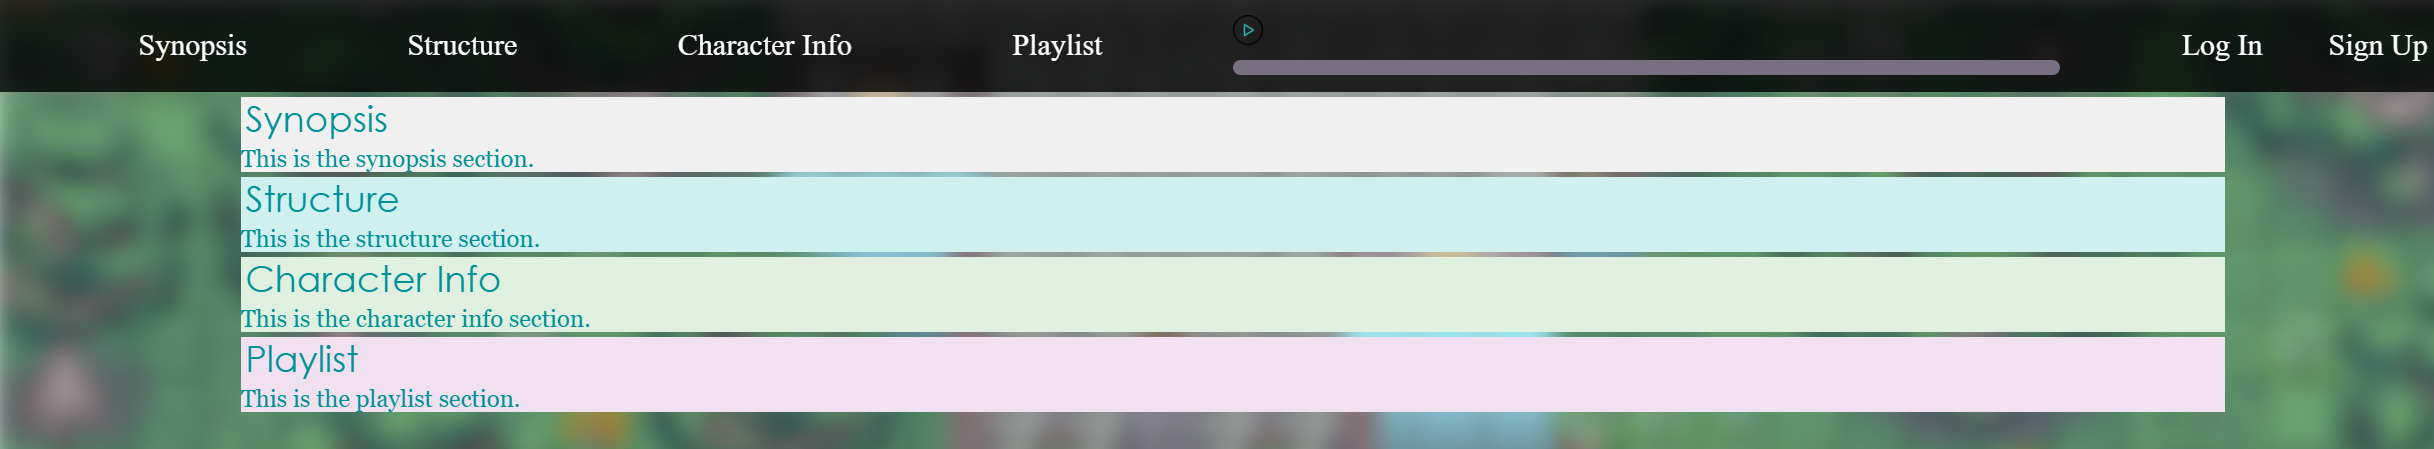 Synopsis Structure Character Info Playlist Log In Sign Up
Synopsis
This is the synopsis section.
Structure
This is the structure section.
Character Info
This is the character info section.
Playlist
This is the playlist section.